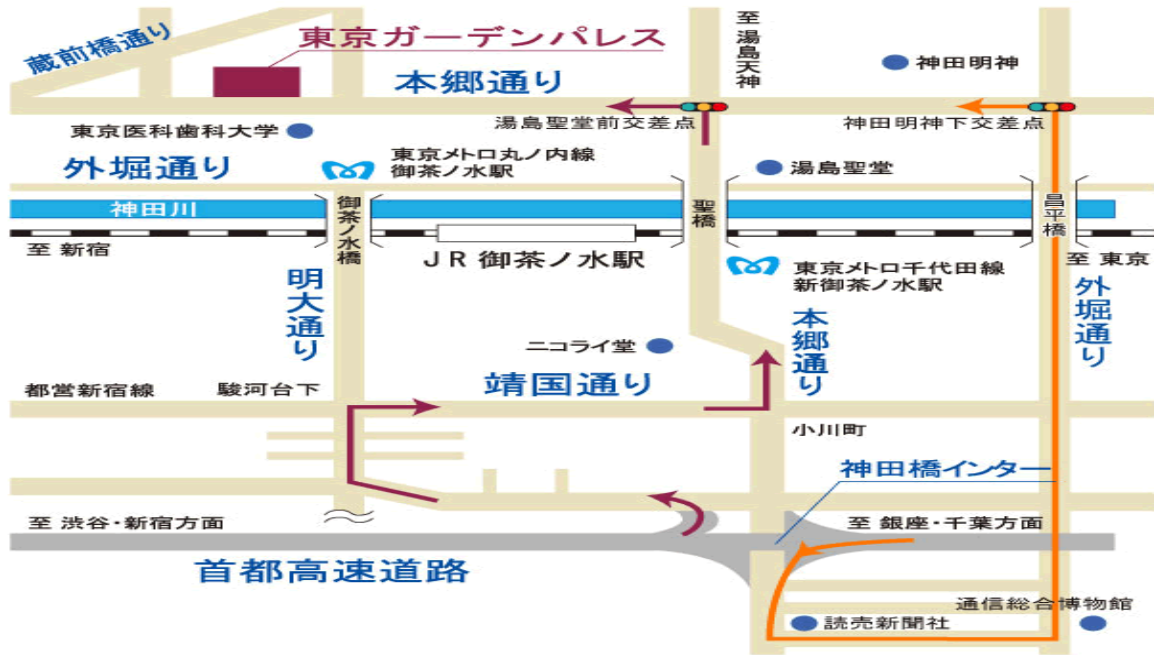 蔵前橋通り
東京ガーデンパレス
至 湯島天神
神田明神
本郷通り
東京医科歯科大学
湯島聖堂前交差点
神田明神下交差点
外堀通り
東京メトロ丸ノ内線
御茶ノ水駅
湯島聖堂
神田川
御茶ノ水橋
聖橋
昌平橋
至 新宿
JR 御茶ノ水駅
至 東京
東京メトロ千代田線
新御茶ノ水駅
明大通り
本郷通り
外堀通り
ニコライ堂
都営新宿線
駿河台下
靖国通り
小川町
神田橋インター
至 渋谷・新宿方面
至 銀座・千葉方面
首都高速道路
通信総合博物館
読売新聞社